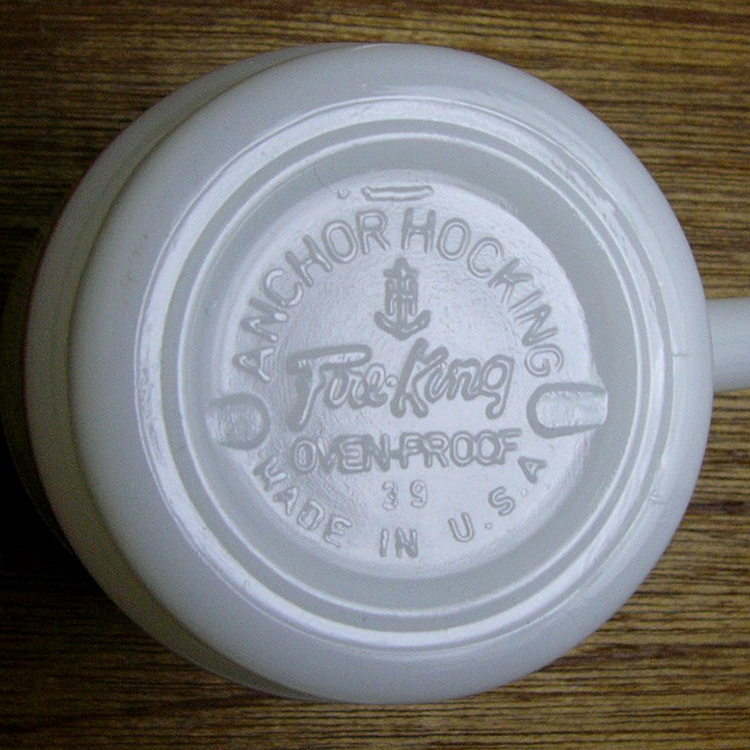 ANCHOR HOCKING
Fire-King
OVEN-PROOF
39
MADE IN U.S.A